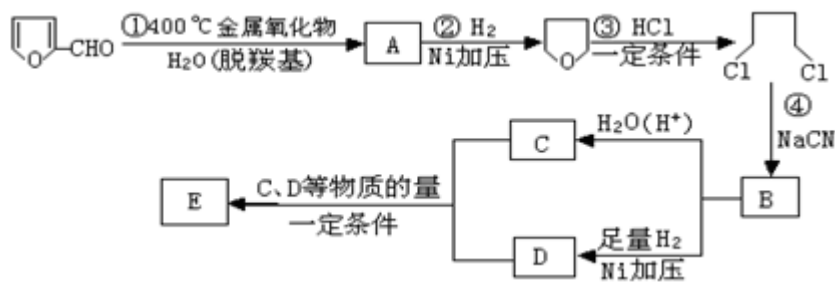 O CHO ①400℃金属氧化物 H₂O(脱羰基) A ②H₂ Ni加压 O ③ HCl 一定条件 Cl Cl
④ NaCN
C H₂O(H⁺)
E C、D等物质的量 一定条件 B
D 足量H₂ Ni加压